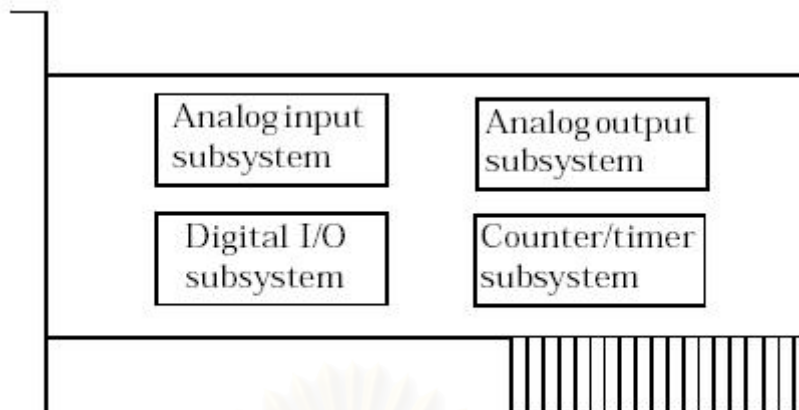 Analog input
subsystem
Analog output
subsystem
Digital I/O
subsystem
Counter/timer
subsystem